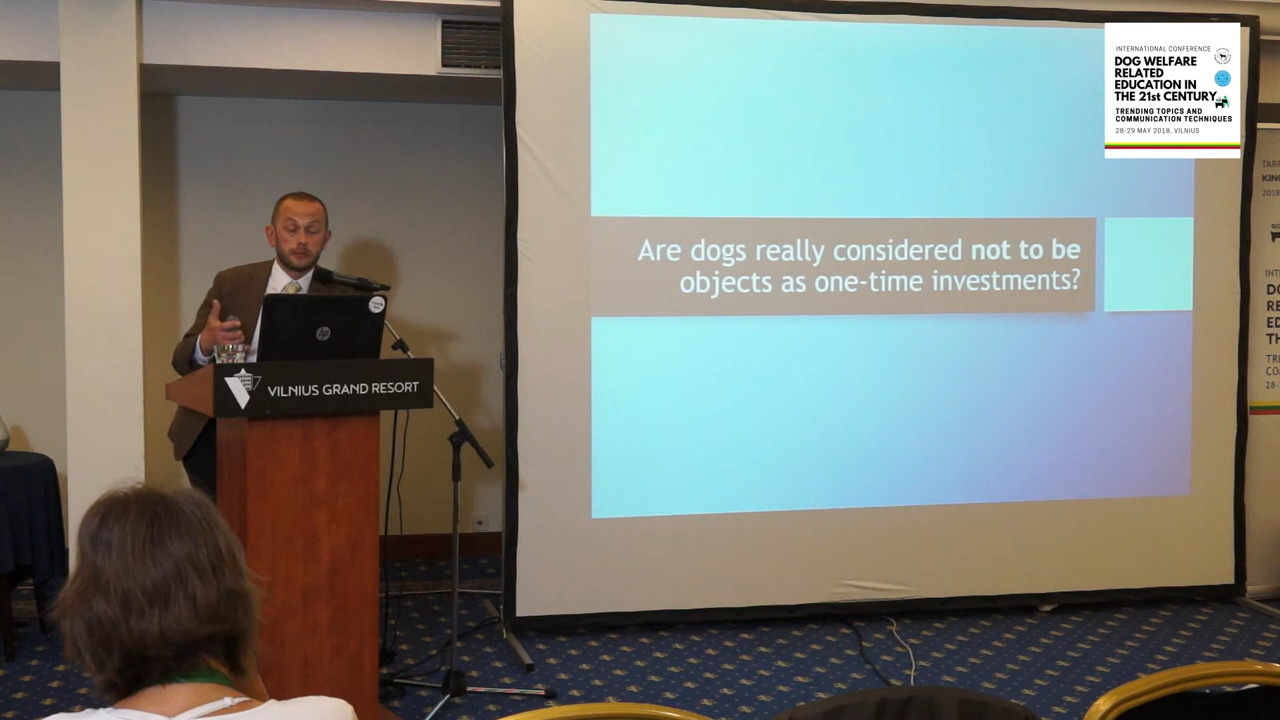 INTERNATIONAL CONFERENCE
DOG WELFARE
RELATED
EDUCATION IN
THE 21st CENTURY
TRENDING TOPICS AND
COMMUNICATION TECHNIQUES
28-29 MAY 2018, VILNIUS
Are dogs really considered not to be
objects as one-time investments?
hp
VILNIUS GRAND RESORT